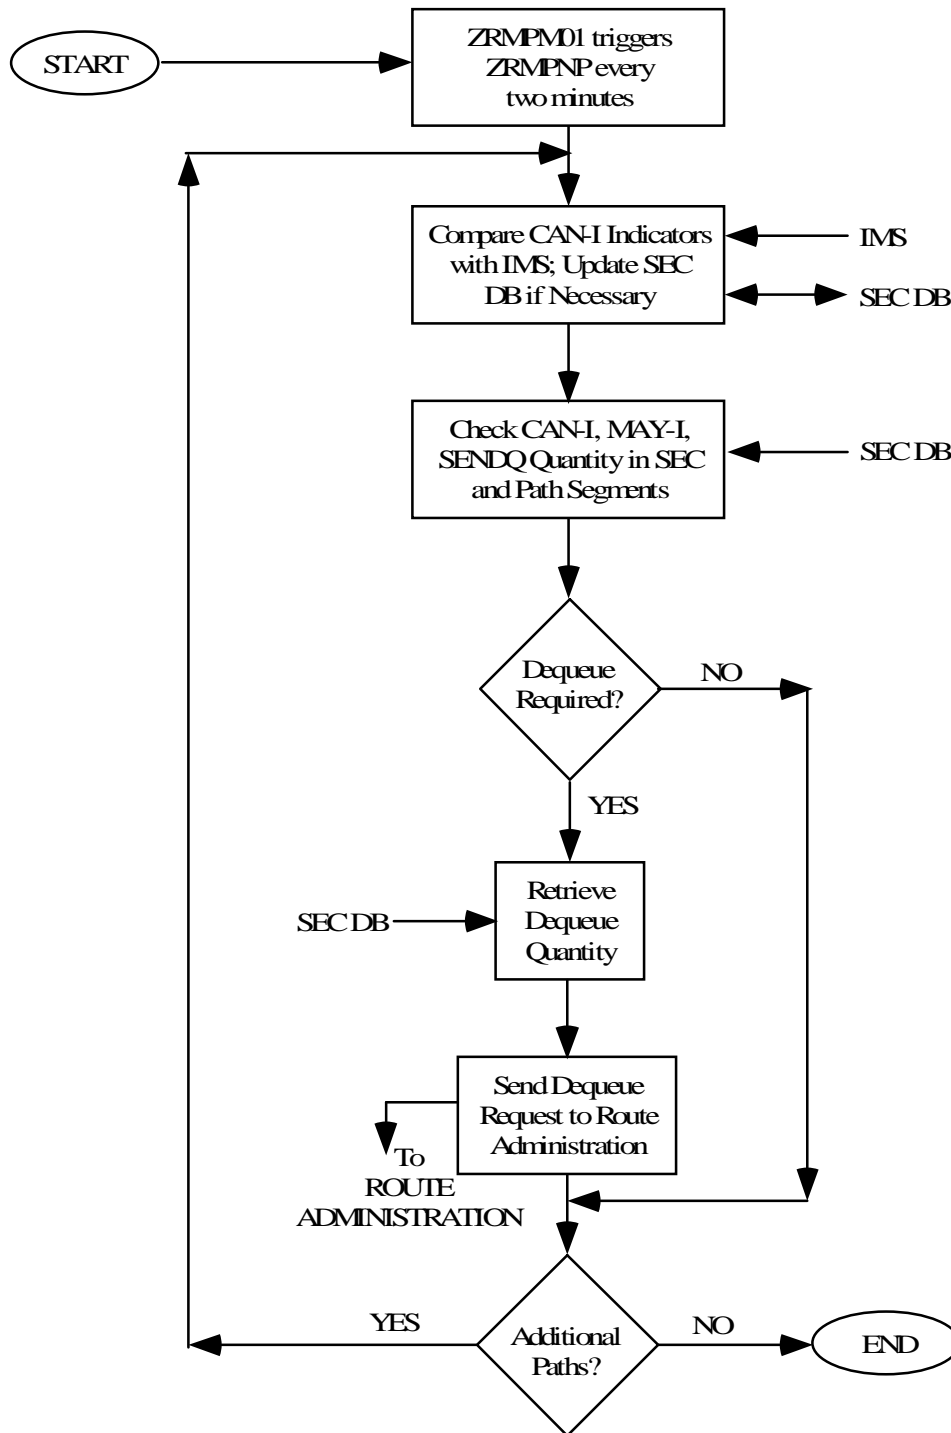 START
ZRMPM01 triggers
ZRMPNP every
two minutes
Compare CAN-I Indicators
with IMS; Update SEC
DB if Necessary
IMS
SEC DB
Check CAN-I, MAY-I,
SENDQ Quantity in SEC
and Path Segments
SEC DB
Dequeue
Required?
NO
YES
Retrieve
Dequeue
Quantity
SEC DB
Send Dequeue
Request to Route
Administration
To
ROUTE
ADMINISTRATION
Additional
Paths?
YES
NO
END